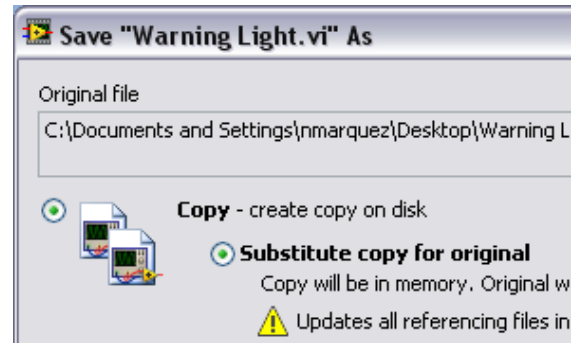 Save "Warning Light.vi" As
Original file
C:\Documents and Settings\nmarquez\Desktop\Warning L
Copy - create copy on disk
Substitute copy for original
Copy will be in memory. Original w
Updates all referencing files in